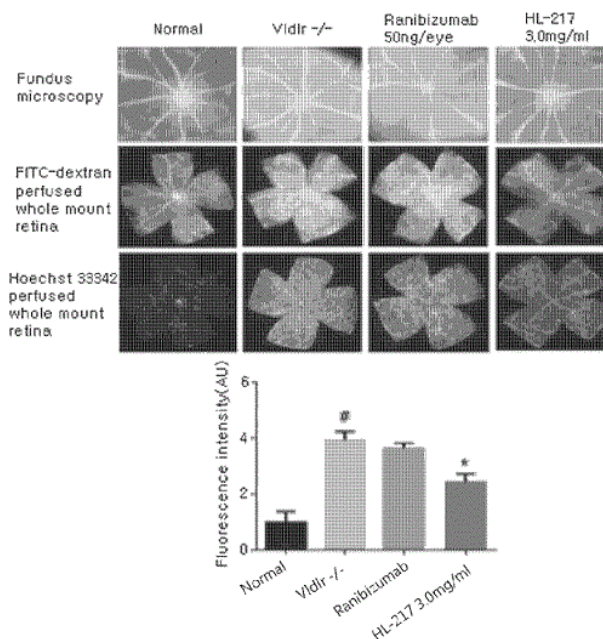 Normal
Vldlr -/-
Ranibizumab
50ng/eye
HL-217
3.0mg/ml
Fundus
microscopy
FITC-dextran
perfused
whole mount
retina
Hoechst 33342
perfused
whole mount
retina
Fluorescence intensity(AU)
6
4
2
0
#
*
Normal
Vldlr -/-
Ranibizumab
HL-217 3.0mg/ml